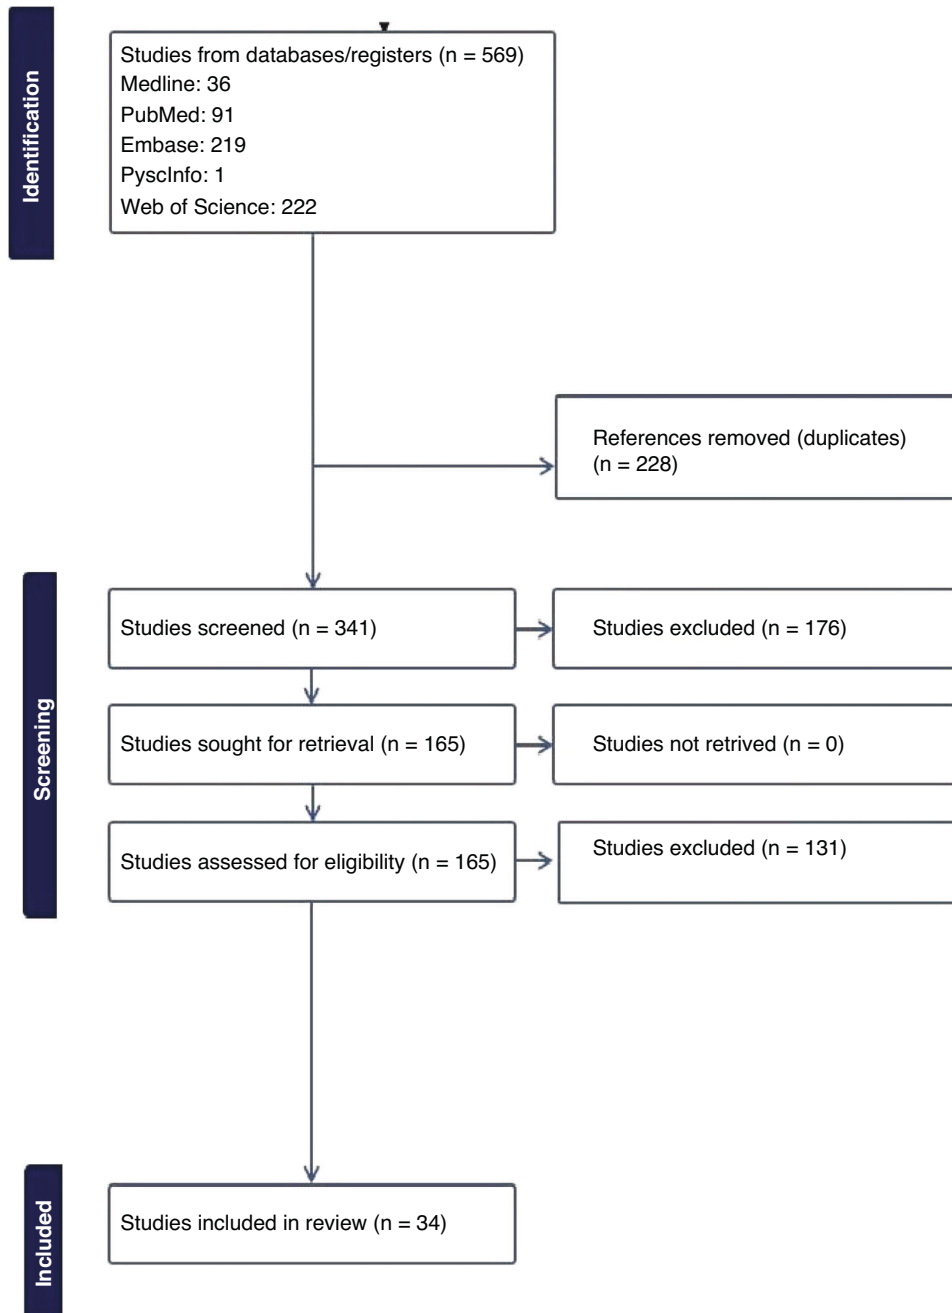 Identification
Studies from databases/registers (n = 569)
Medline: 36
PubMed: 91
Embase: 219
PyscInfo: 1
Web of Science: 222
References removed (duplicates)
(n = 228)
Screening
Studies screened (n = 341)
Studies excluded (n = 176)
Studies sought for retrieval (n = 165)
Studies not retrived (n = 0)
Studies assessed for eligibility (n = 165)
Studies excluded (n = 131)
Included
Studies included in review (n = 34)